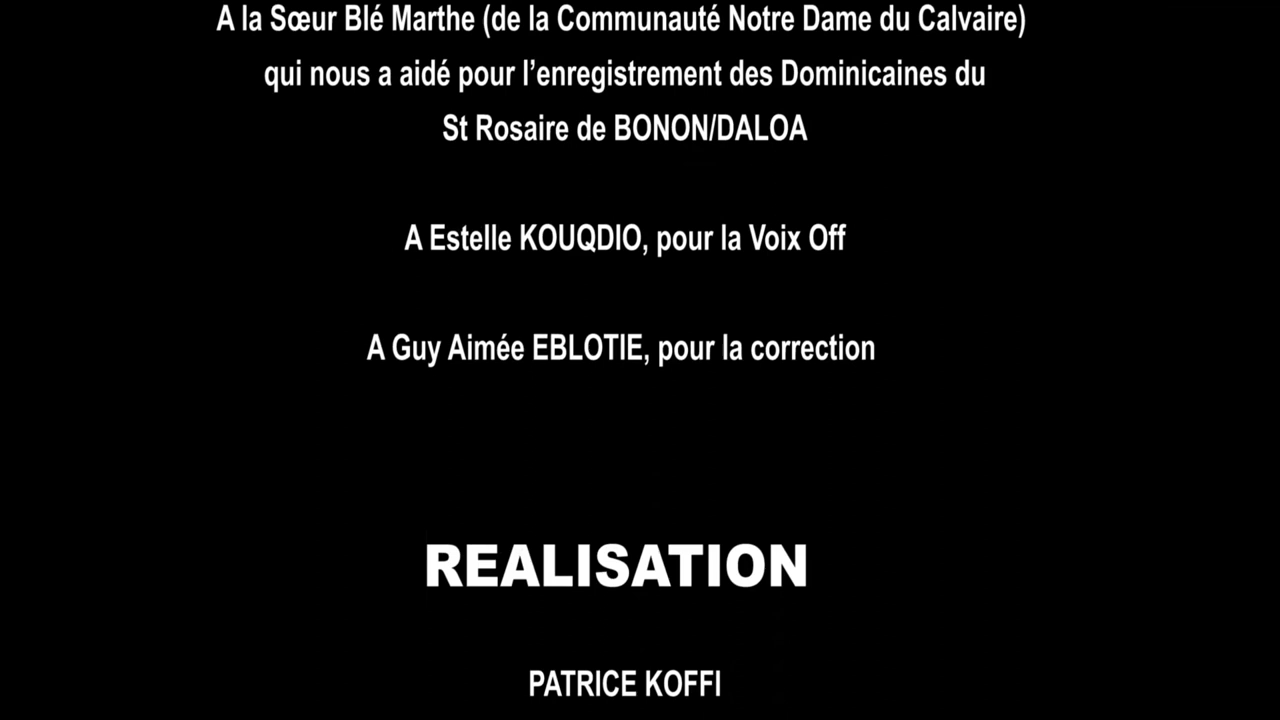 A la Sœur Blé Marthe (de la Communauté Notre Dame du Calvaire)
qui nous a aidé pour l’enregistrement des Dominicaines du
St Rosaire de BONON/DALOA
A Estelle KOUQDIO, pour la Voix Off
A Guy Aimée EBLOTIE, pour la correction
REALISATION
PATRICE KOFFI